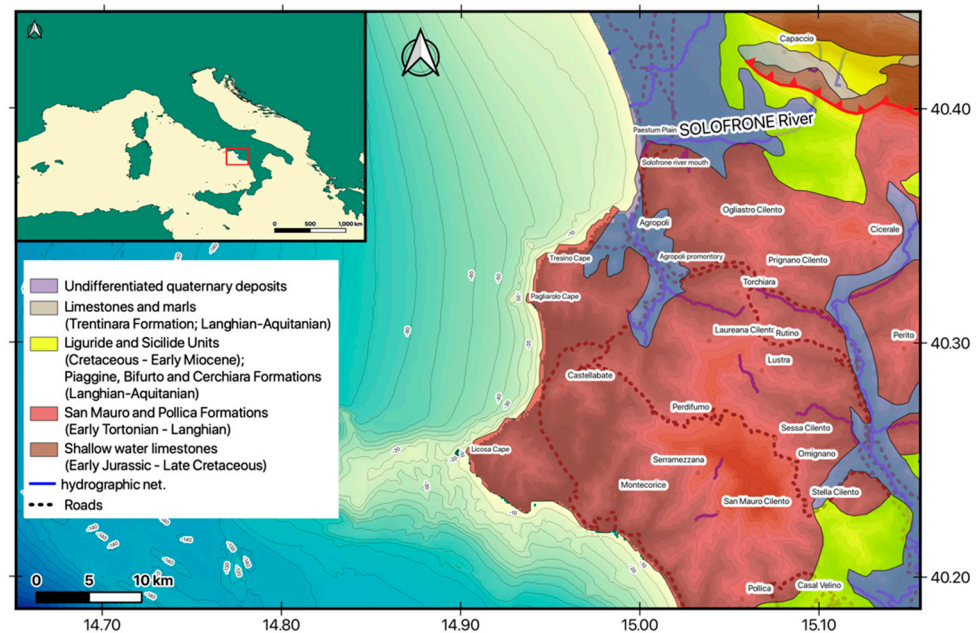 Capaccio
40.40
Paestum Plain
SOLOFRONE River
Solofrone river mouth
0 500 1,000 km
Ogliastro Cilento
Agropoli
Cicerale
Tresino Cape
Agropoli promontory
Prignano Cilento
Torchiara
Pagliarolo Cape
Laureana Cilento
Rutino
Perito
40.30
Lustra
Castellabate
Perdifumo
Sessa Cilento
Licosa Cape
Serramezzana
Omignano
Montecorice
Stella Cilento
San Mauro Cilento
40.20
Pollica
Casal Velino
Undifferentiated quaternary deposits
Limestones and marls
(Trentinara Formation; Langhian-Aquitanian)
Liguride and Sicilide Units
(Cretaceous - Early Miocene);
Piaggine, Bifurto and Cerchiara Formations
(Langhian-Aquitanian)
San Mauro and Pollica Formations
(Early Tortonian - Langhian)
Shallow water limestones
(Early Jurassic - Late Cretaceous)
hydrographic net.
Roads
0 5 10 km
14.70 14.80 14.90 15.00 15.10